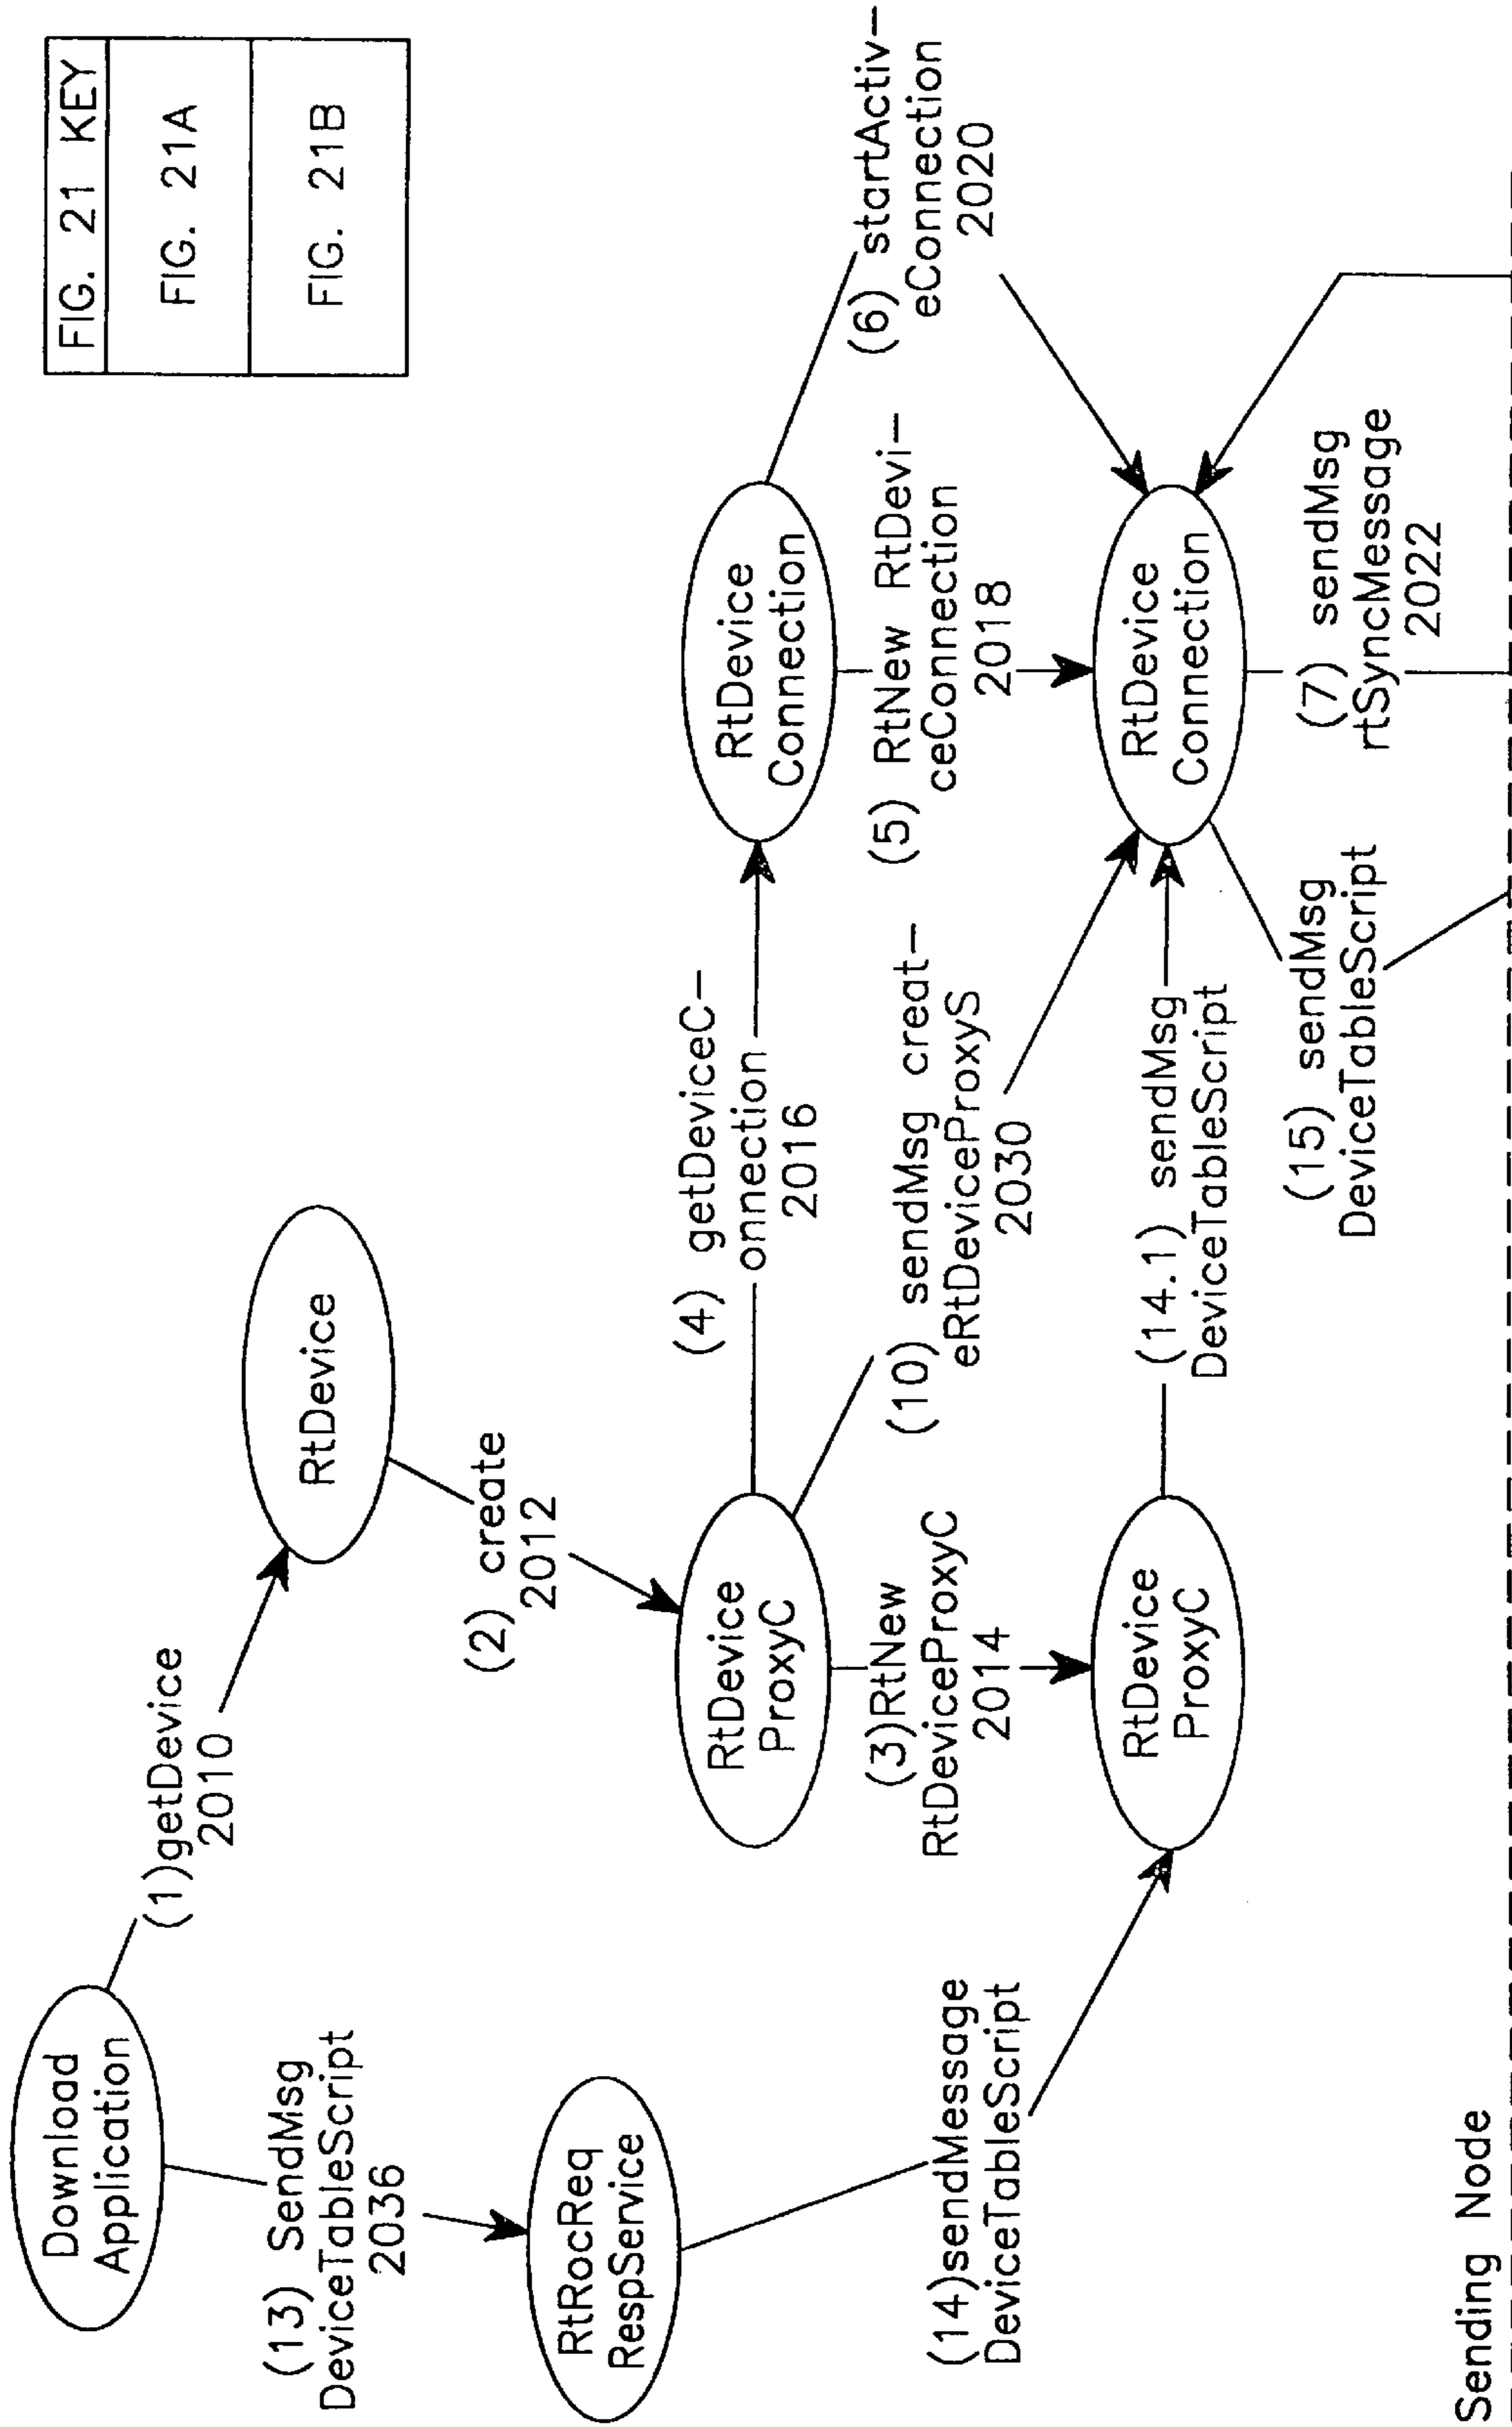 FIG. 21 KEY
FIG. 21A
FIG. 21B
Download
Application
(1)getDevice
2010
RtDevice
(13) SendMsg
DeviceTableScript
2036
(2) create
2012
RtRocReq
RespService
RtDevice
ProxyC
(4) getDeviceC-
onnection
2016
RtDevice
Connection
(6) startActiv-
eConnection
2020
(3)RtNew
RtDeviceProxyC
2014
(10) sendMsg creat-
eRtDeviceProxyS
2030
(5) RtNew RtDevi-
ceConnection
2018
(14)sendMessage
DeviceTableScript
RtDevice
ProxyC
(14.1) sendMsg
DeviceTableScript
RtDevice
Connection
(15) sendMsg
DeviceTableScript
(7) sendMsg
rtSyncMessage
2022
Sending Node